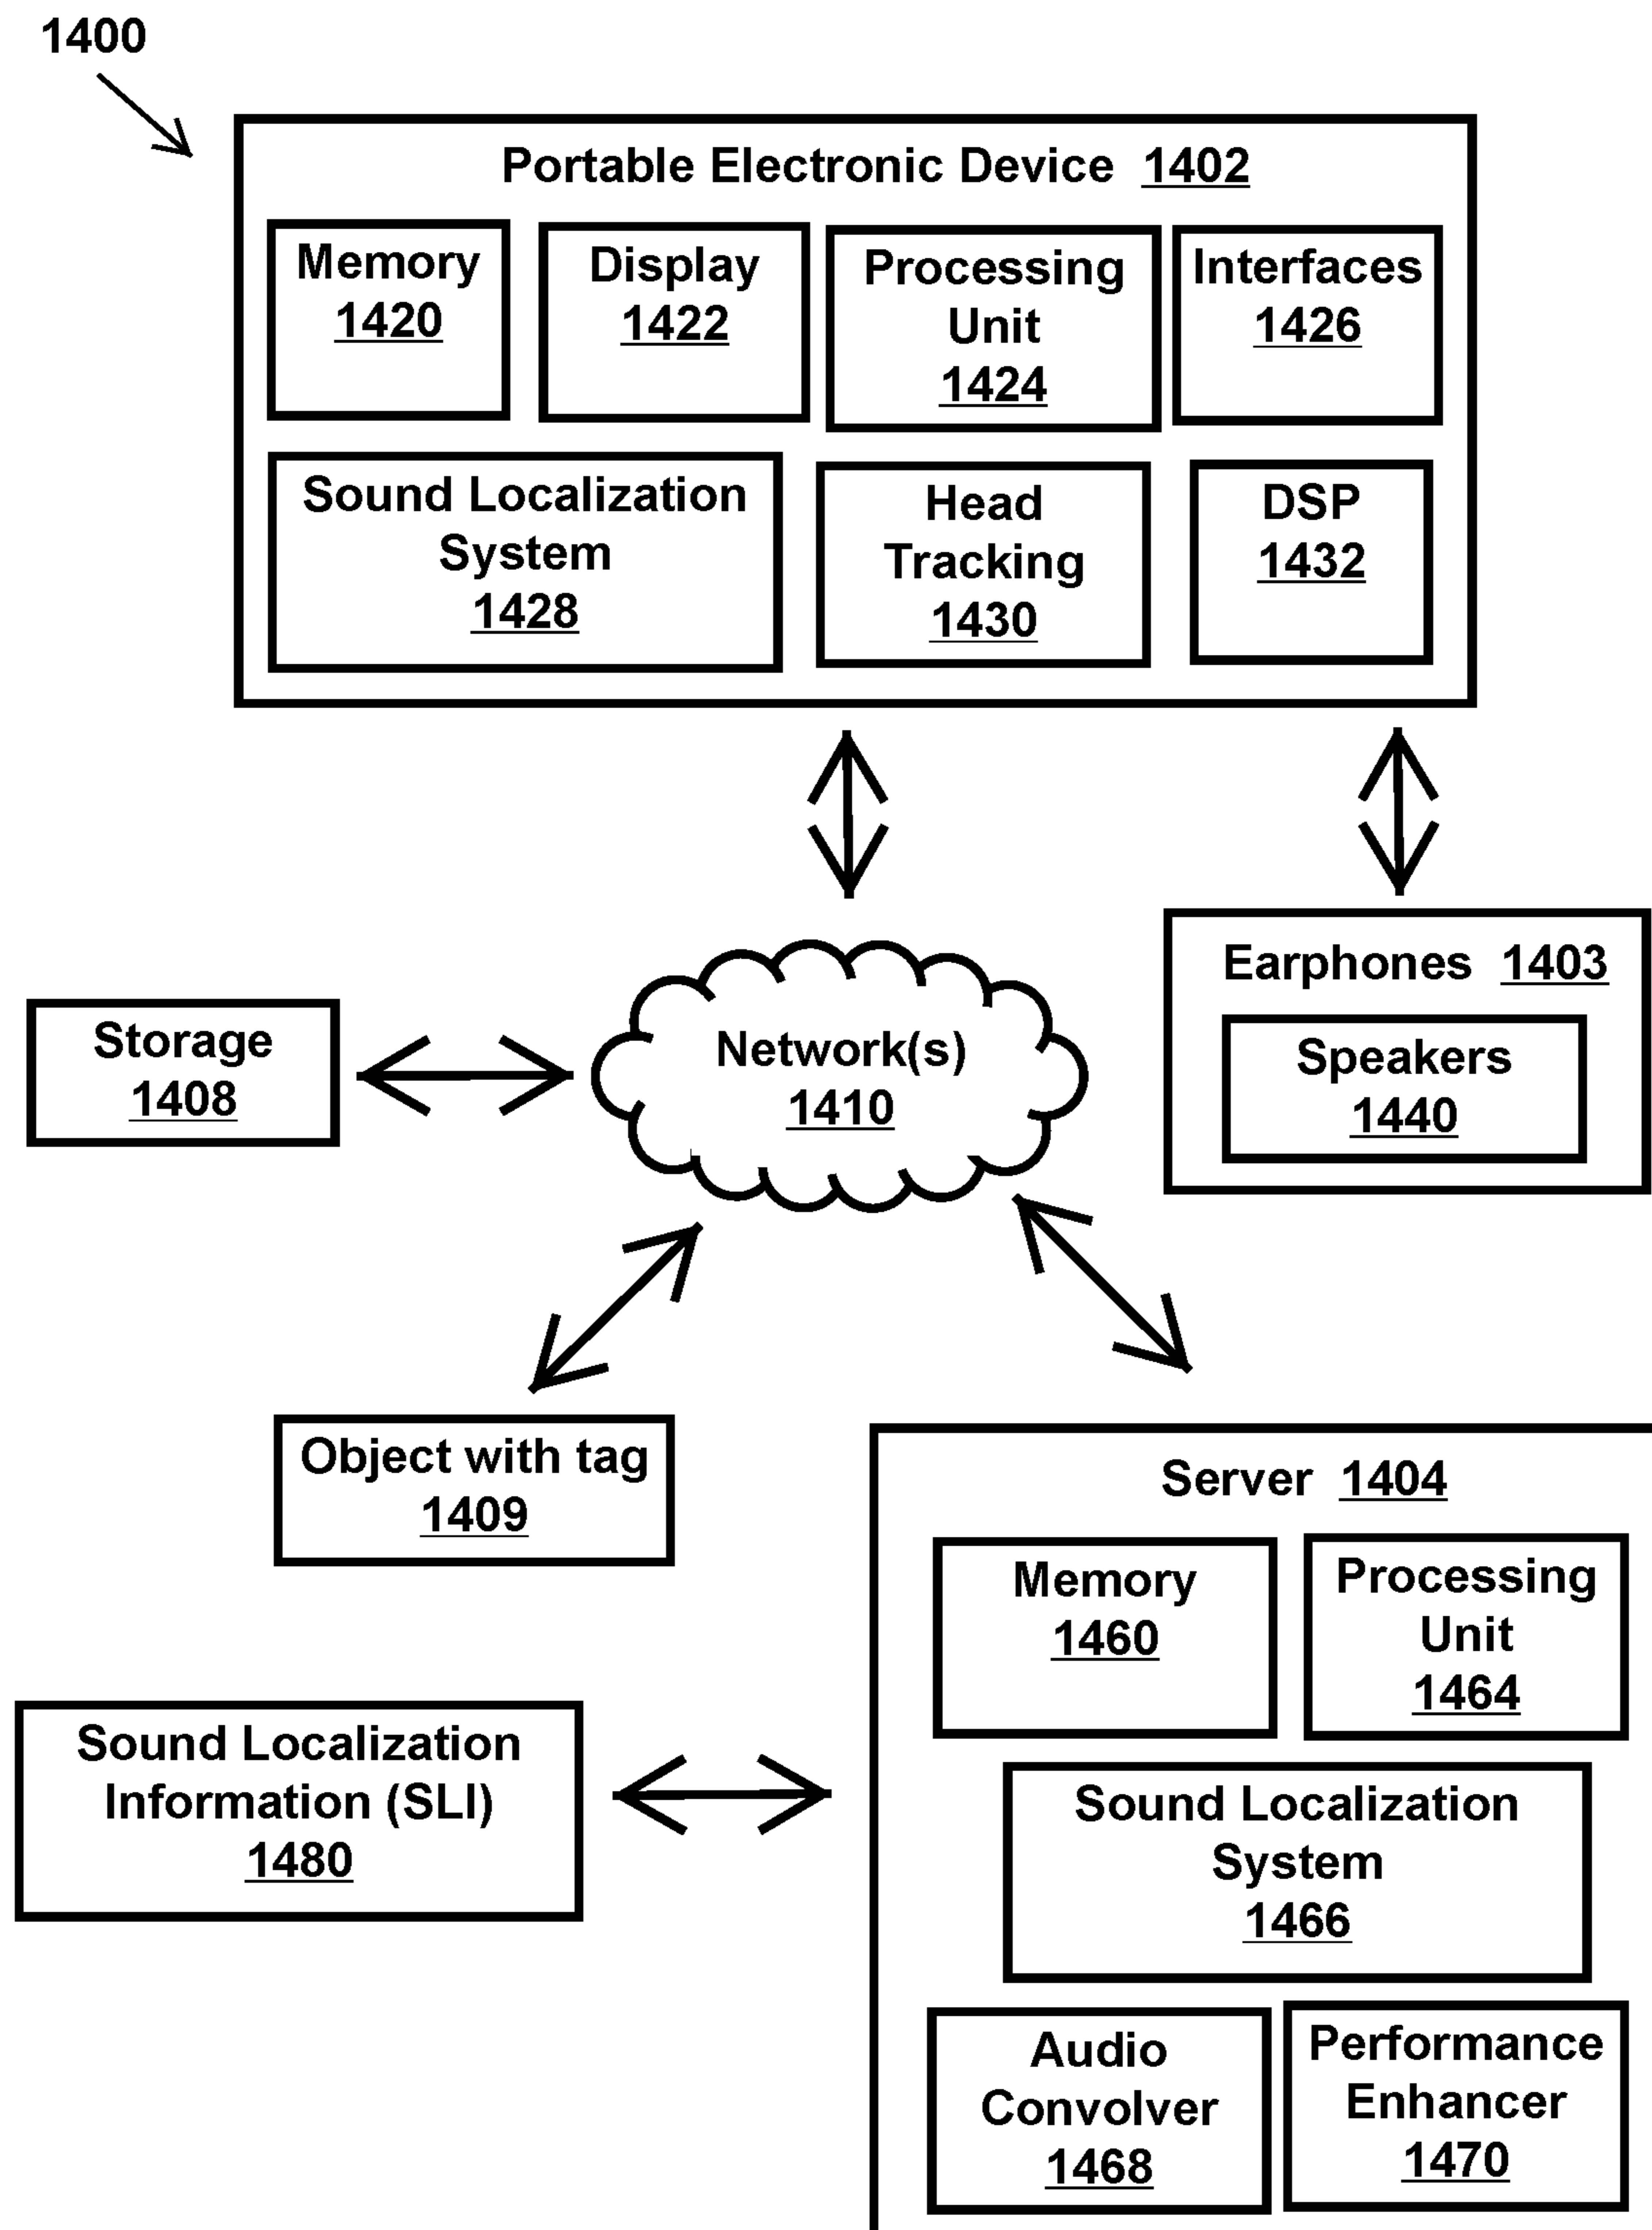 1400
Portable Electronic Device 1402
Memory
1420
Display
1422
Processing
Unit
1424
Interfaces
1426
Sound Localization
System
1428
Head
Tracking
1430
DSP
1432
Earphones 1403
Speakers
1440
Storage
1408
Network(s)
1410
Object with tag
1409
Server 1404
Memory
1460
Processing
Unit
1464
Sound Localization
Information (SLI)
1480
Sound Localization
System
1466
Audio
Convolver
1468
Performance
Enhancer
1470